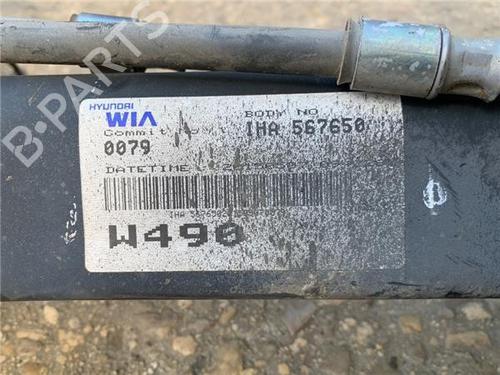 B-PARTS
HYUNDAI
WIA
BODY NO
Commit
IHA 567650
0079
DATETIME
W490